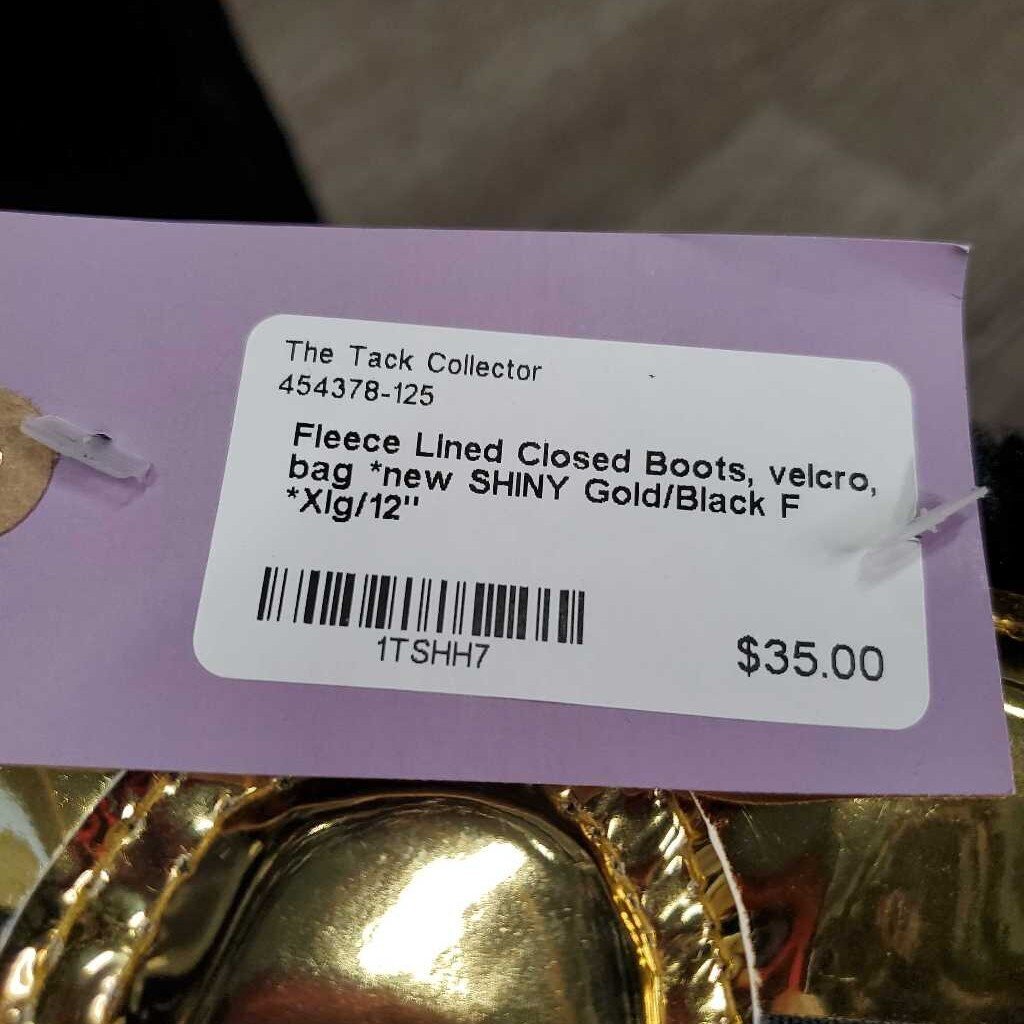 The Tack Collector
454378-125
Fleece Lined Closed Boots, velcro,
bag *new SHINY Gold/Black F
*Xlg/12"
1TSHH7
$35.00